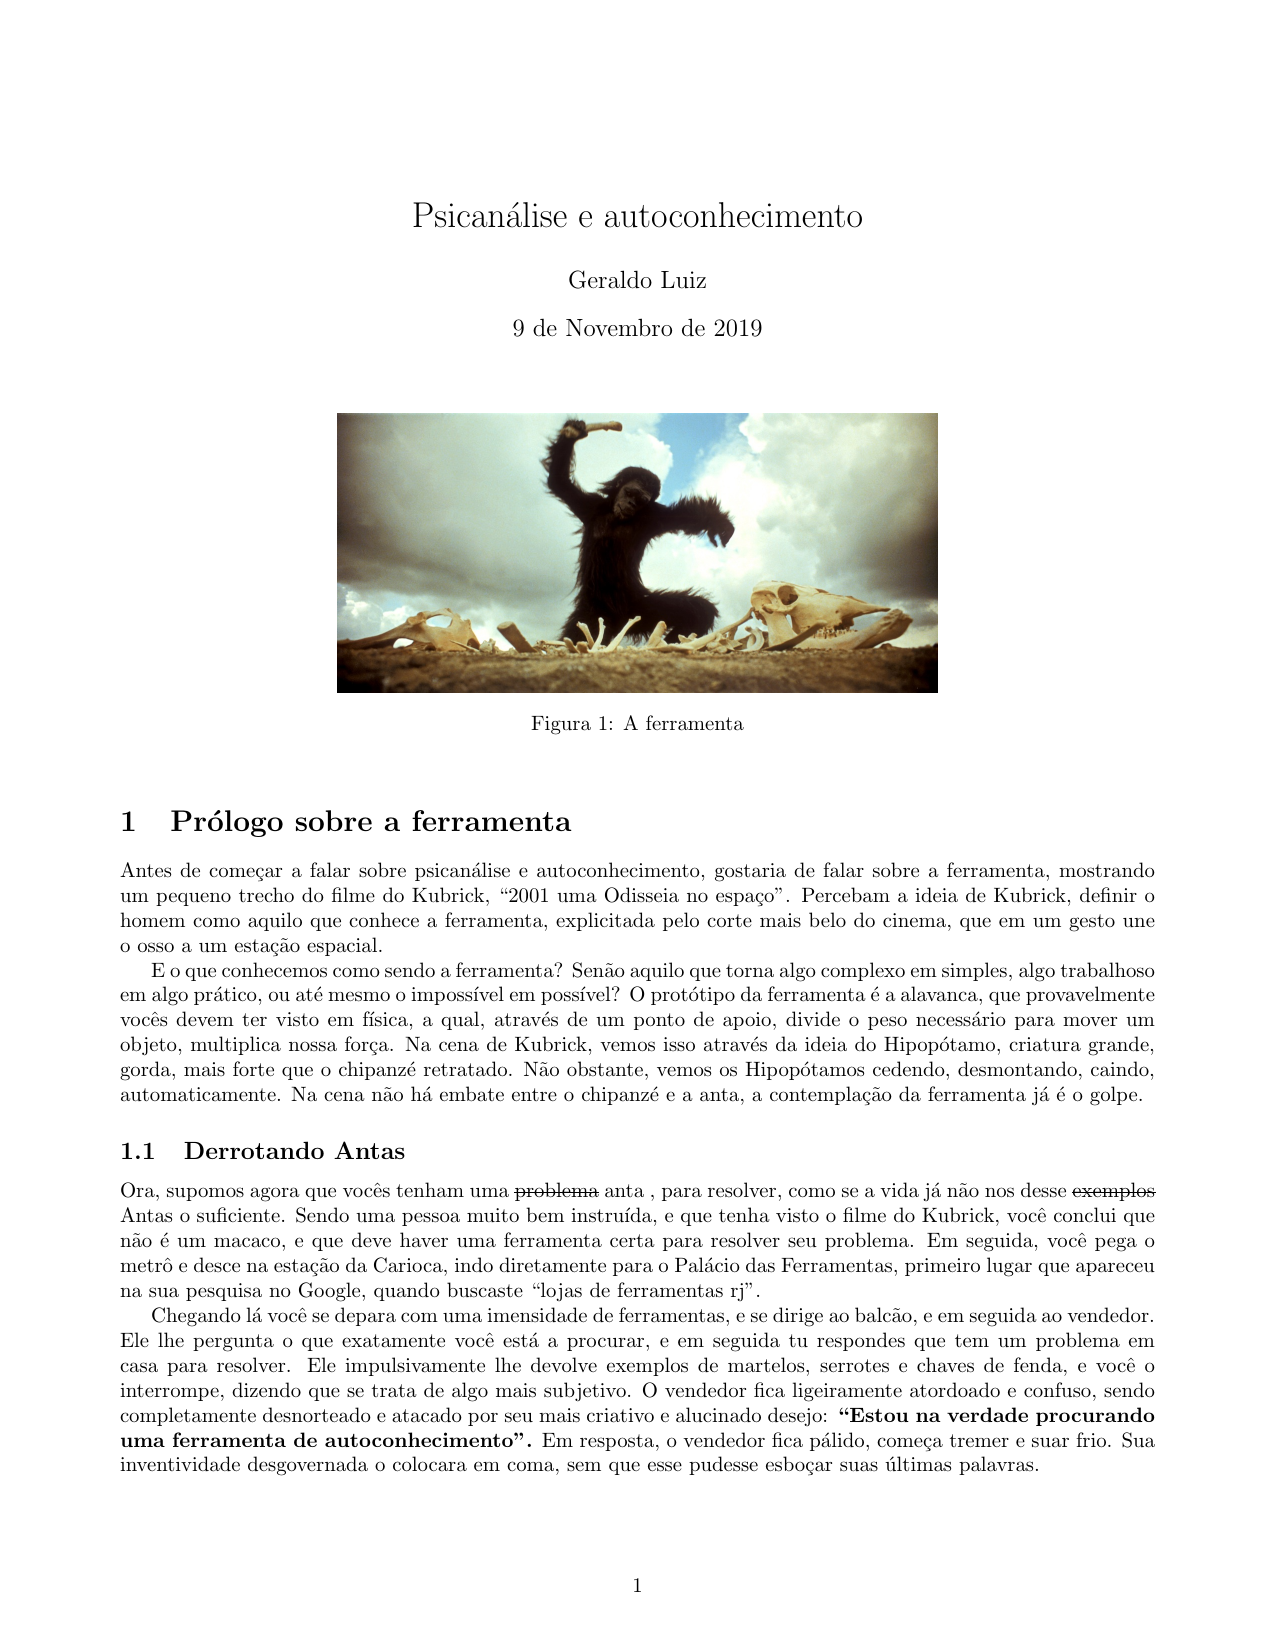 Psicanálise e autoconhecimento
Geraldo Luiz
9 de Novembro de 2019
Figura 1: A ferramenta
1 Prólogo sobre a ferramenta
Antes de começar a falar sobre psicanálise e autoconhecimento, gostaria de falar sobre a ferramenta, mostrando
um pequeno trecho do filme do Kubrick, “2001 uma Odisseia no espaço”. Percebam a ideia de Kubrick, definir o
homem como aquilo que conhece a ferramenta, explicitada pelo corte mais belo do cinema, que em um gesto une
o osso a um estação espacial.
E o que conhecemos como sendo a ferramenta? Senão aquilo que torna algo complexo em simples, algo trabalhoso
em algo prático, ou até mesmo o impossível em possível? O protótipo da ferramenta é a alavanca, que provavelmente
vocês devem ter visto em física, a qual, através de um ponto de apoio, divide o peso necessário para mover um
objeto, multiplica nossa força. Na cena de Kubrick, vemos isso através da ideia do Hipopótamo, criatura grande,
gorda, mais forte que o chipanzé retratado. Não obstante, vemos os Hipopótamos cedendo, desmontando, caindo,
automaticamente. Na cena não há embate entre o chipanzé e a anta, a contemplação da ferramenta já é o golpe.
1.1 Derrotando Antas
Ora, supomos agora que vocês tenham uma problema anta , para resolver, como se a vida já não nos desse exemplos
Antas o suficiente. Sendo uma pessoa muito bem instruída, e que tenha visto o filme do Kubrick, você conclui que
não é um macaco, e que deve haver uma ferramenta certa para resolver seu problema. Em seguida, você pega o
metrô e desce na estação da Carioca, indo diretamente para o Palácio das Ferramentas, primeiro lugar que apareceu
na sua pesquisa no Google, quando buscaste “lojas de ferramentas rj”.
Chegando lá você se depara com uma imensidade de ferramentas, e se dirige ao balcão, e em seguida ao vendedor.
Ele lhe pergunta o que exatamente você está a procurar, e em seguida tu respondes que tem um problema em
casa para resolver. Ele impulsivamente lhe devolve exemplos de martelos, serrotes e chaves de fenda, e você o
interrompe, dizendo que se trata de algo mais subjetivo. O vendedor fica ligeiramente atordoado e confuso, sendo
completamente desnorteado e atacado por seu mais criativo e alucinado desejo: “Estou na verdade procurando
uma ferramenta de autoconhecimento”. Em resposta, o vendedor fica pálido, começa tremer e suar frio. Sua
inventividade desgovernada o colocara em coma, sem que esse pudesse esboçar suas últimas palavras.
1